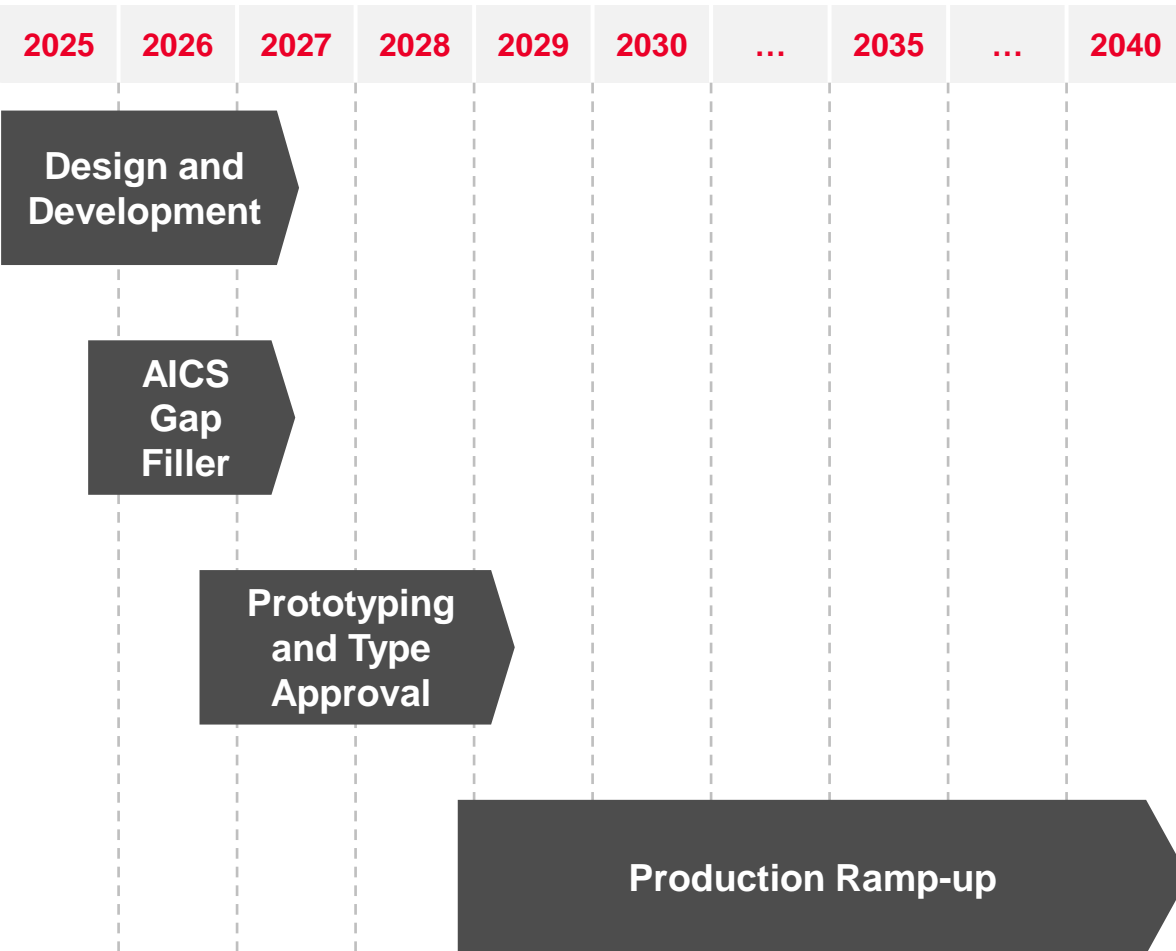 2025 2026 2027 2028 2029 2030 ... 2035 ... 2040
Design and
Development
AICS
Gap
Filler
Prototyping
and Type
Approval
Production Ramp-up